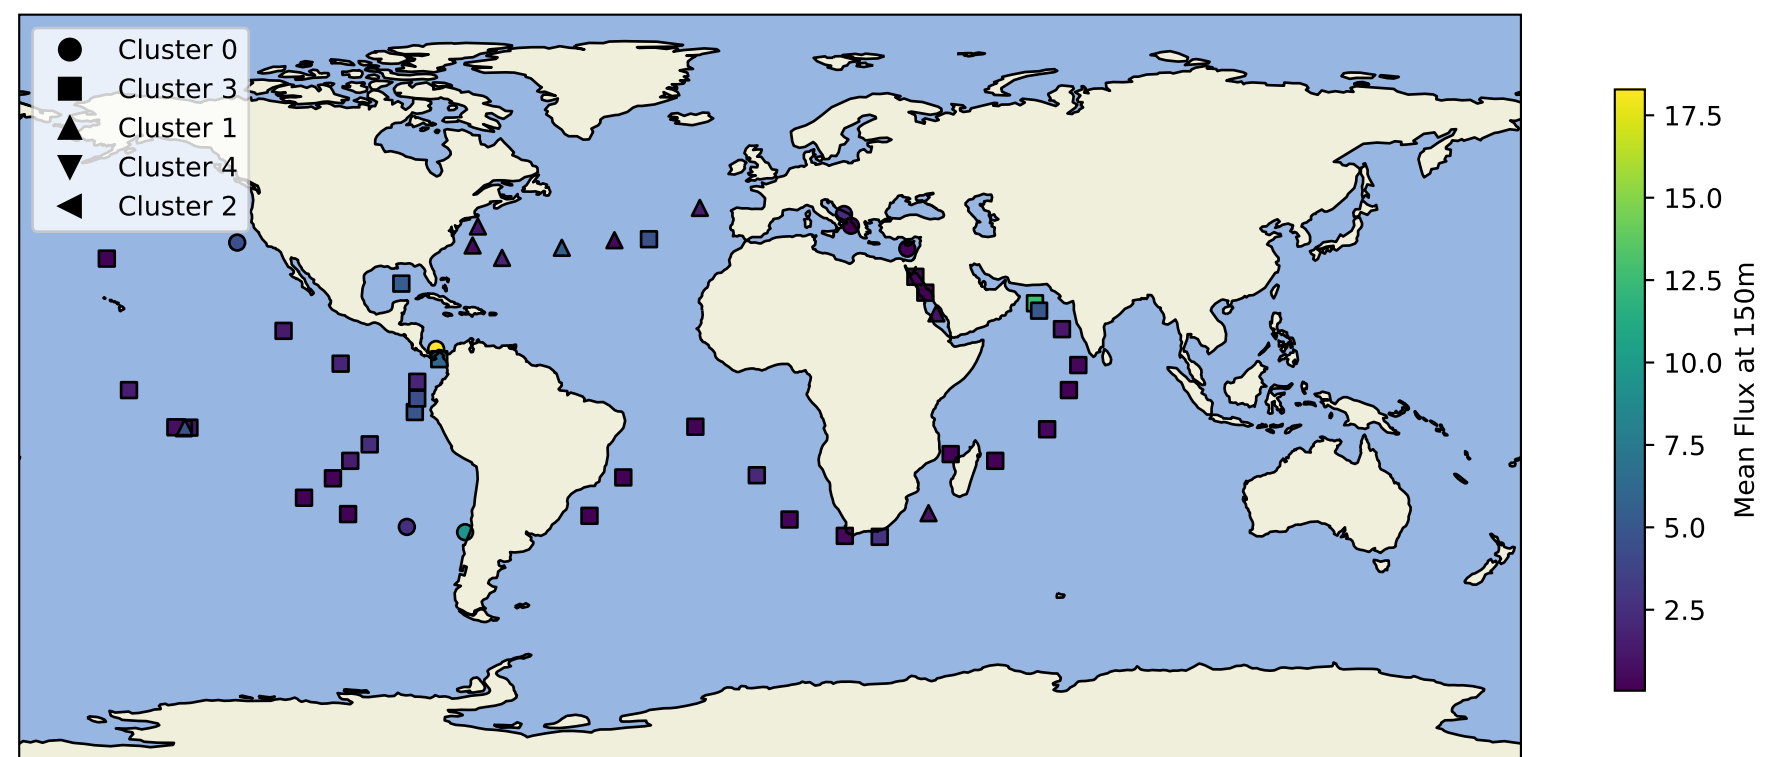 Cluster 0
Cluster 3
Cluster 1
Cluster 4
Cluster 2
17.5
15.0
12.5
10.0
7.5
5.0
2.5
Mean Flux at 150m